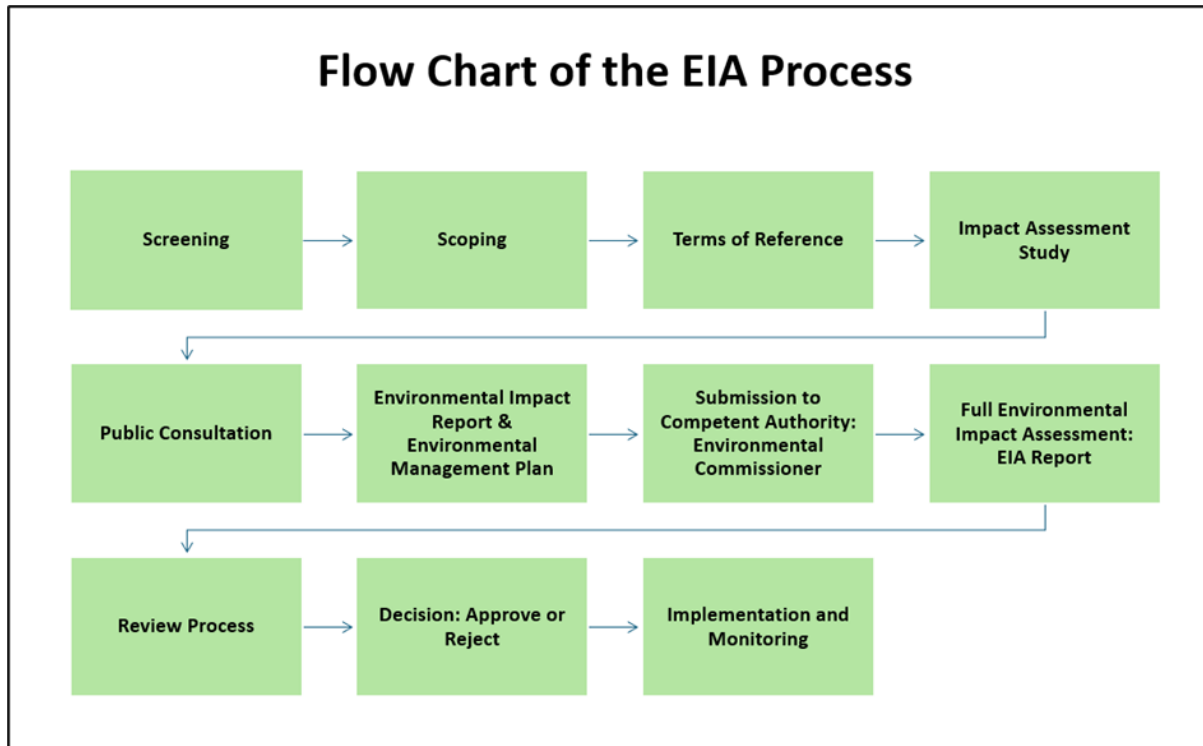 Flow Chart of the EIA Process
Screening
Scoping
Terms of Reference
Impact Assessment
Study
Public Consultation
Environmental Impact
Report &
Environmental
Management Plan
Submission to
Competent Authority:
Environmental
Commissioner
Full Environmental
Impact Assessment:
EIA Report
Review Process
Decision: Approve or
Reject
Implementation and
Monitoring